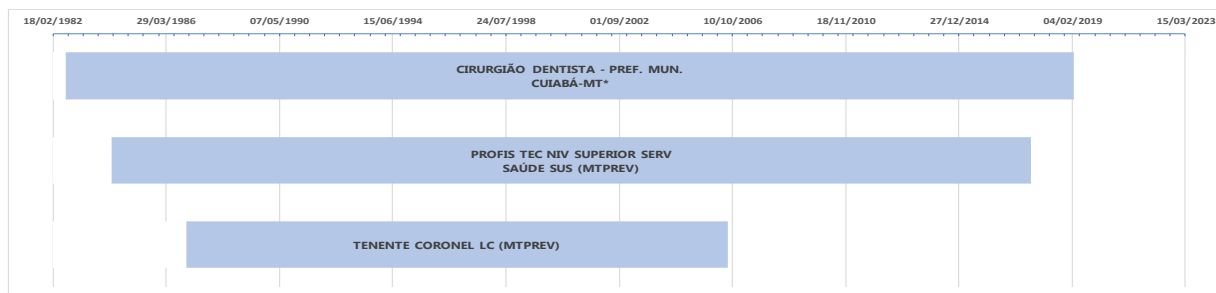 18/02/1982 29/03/1986 07/05/1990 15/06/1994 24/07/1998 01/09/2002 10/10/2006 18/11/2010 27/12/2014 04/02/2019 15/03/2023
CIRURGIÃO DENTISTA - PREF. MUN.
CUIABÁ-MT*
PROFIS TEC NIV SUPERIOR SERV
SAÚDE SUS (MTPREV)
TENENTE CORONEL LC (MTPREV)